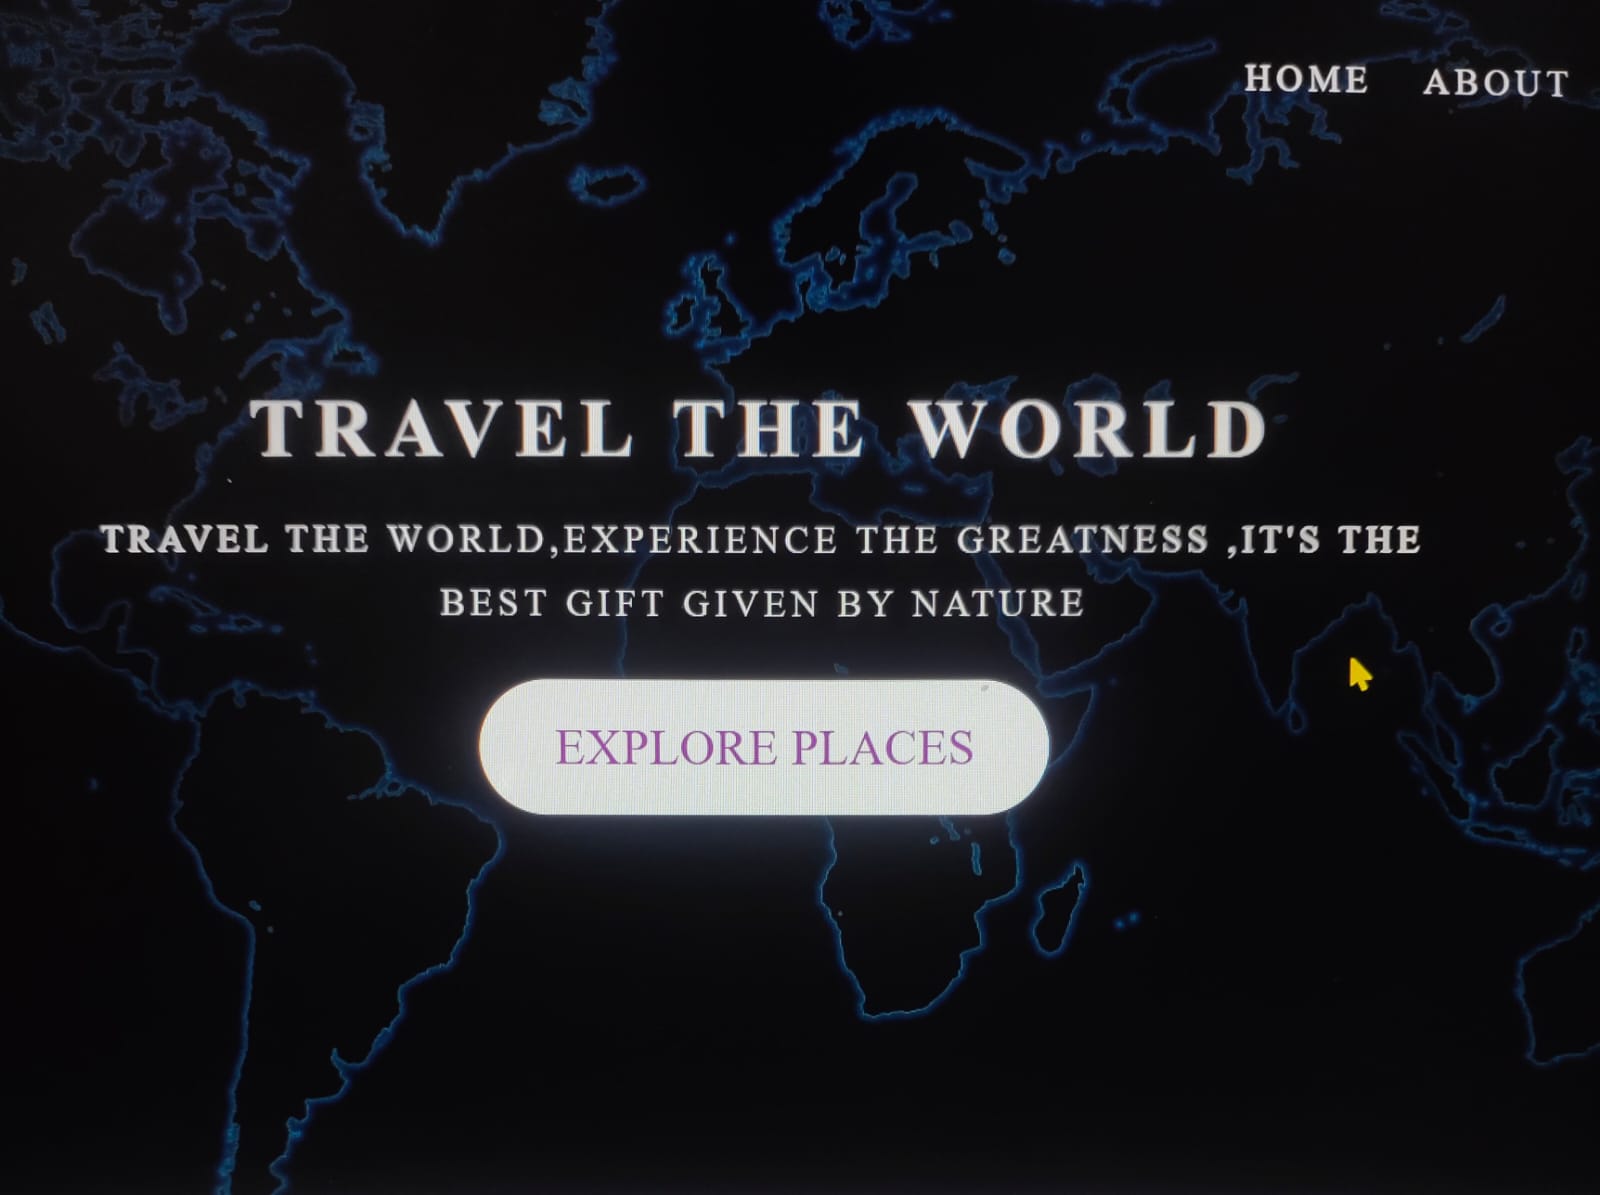 HOME ABOUT
TRAVEL THE WORLD
TRAVEL THE WORLD,EXPERIENCE THE GREATNESS ,IT'S THE
BEST GIFT GIVEN BY NATURE
EXPLORE PLACES